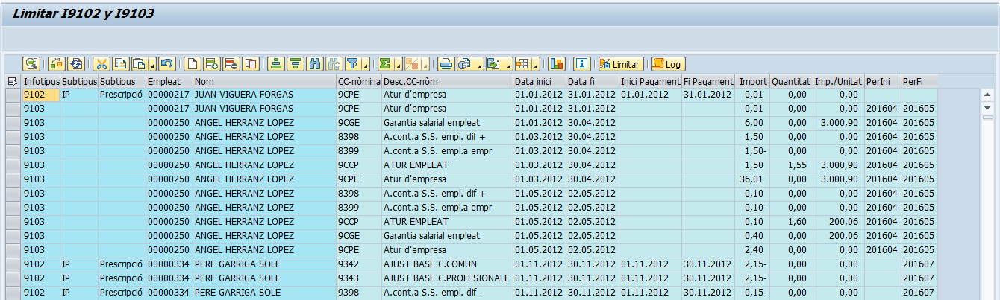 Limitar I9102 y I9103
Limitar Log
Infotipus Subtipus Subtipus Empleat Nom CC-nòmina Desc.CC-nòm Data inici Data fi Inici Pagament Fi Pagament Import Quantitat Imp./Unitat PerIni PerFi
9102 IP Prescripció 00000217 JUAN VIGUERA FORGAS 9CPE Atur d'empresa 01.01.2012 31.01.2012 01.01.2012 31.01.2012 0,01 0,00 0,00
9103 00000217 JUAN VIGUERA FORGAS 9CPE Atur d'empresa 01.01.2012 31.01.2012 0,01 0,00 0,00 201604 201605
9103 00000250 ANGEL HERRANZ LOPEZ 9CGE Garantia salarial empleat 01.01.2012 30.04.2012 6,00 0,00 3.000,90 201604 201605
9103 00000250 ANGEL HERRANZ LOPEZ 8398 A.cont.a S.S. empl. dif + 01.03.2012 30.04.2012 1,50 0,00 0,00 201604 201605
9103 00000250 ANGEL HERRANZ LOPEZ 8399 A.cont.a S.S. empl.a empr 01.03.2012 30.04.2012 1,50- 0,00 0,00 201604 201605
9103 00000250 ANGEL HERRANZ LOPEZ 9CCP ATUR EMPLEAT 01.03.2012 30.04.2012 1,50 1,55 3.000,90 201604 201605
9103 00000250 ANGEL HERRANZ LOPEZ 9CPE Atur d'empresa 01.03.2012 30.04.2012 36,01 0,00 3.000,90 201604 201605
9103 00000250 ANGEL HERRANZ LOPEZ 8398 A.cont.a S.S. empl. dif + 01.05.2012 02.05.2012 0,10 0,00 0,00 201604 201605
9103 00000250 ANGEL HERRANZ LOPEZ 8399 A.cont.a S.S. empl.a empr 01.05.2012 02.05.2012 0,10- 0,00 0,00 201604 201605
9103 00000250 ANGEL HERRANZ LOPEZ 9CCP ATUR EMPLEAT 01.05.2012 02.05.2012 0,10 1,60 200,06 201604 201605
9103 00000250 ANGEL HERRANZ LOPEZ 9CGE Garantia salarial empleat 01.05.2012 02.05.2012 0,40 0,00 200,06 201604 201605
9103 00000250 ANGEL HERRANZ LOPEZ 9CPE Atur d'empresa 01.05.2012 02.05.2012 2,40 0,00 0,00 201604 201605
9102 IP Prescripció 00000334 PERE GARRIGA SOLE 9342 AJUST BASE C.COMUN 01.11.2012 30.11.2012 01.11.2012 30.11.2012 2,15- 0,00 0,00 201607
9102 IP Prescripció 00000334 PERE GARRIGA SOLE 9343 AJUST BASE C.PROFESIONALE 01.11.2012 30.11.2012 01.11.2012 30.11.2012 2,15- 0,00 0,00 201607
9102 IP Prescripció 00000334 PERE GARRIGA SOLE 9398 A.cont.a S.S. empl. dif - 01.11.2012 30.11.2012 01.11.2012 30.11.2012 0,15- 0,00 0,00 201607